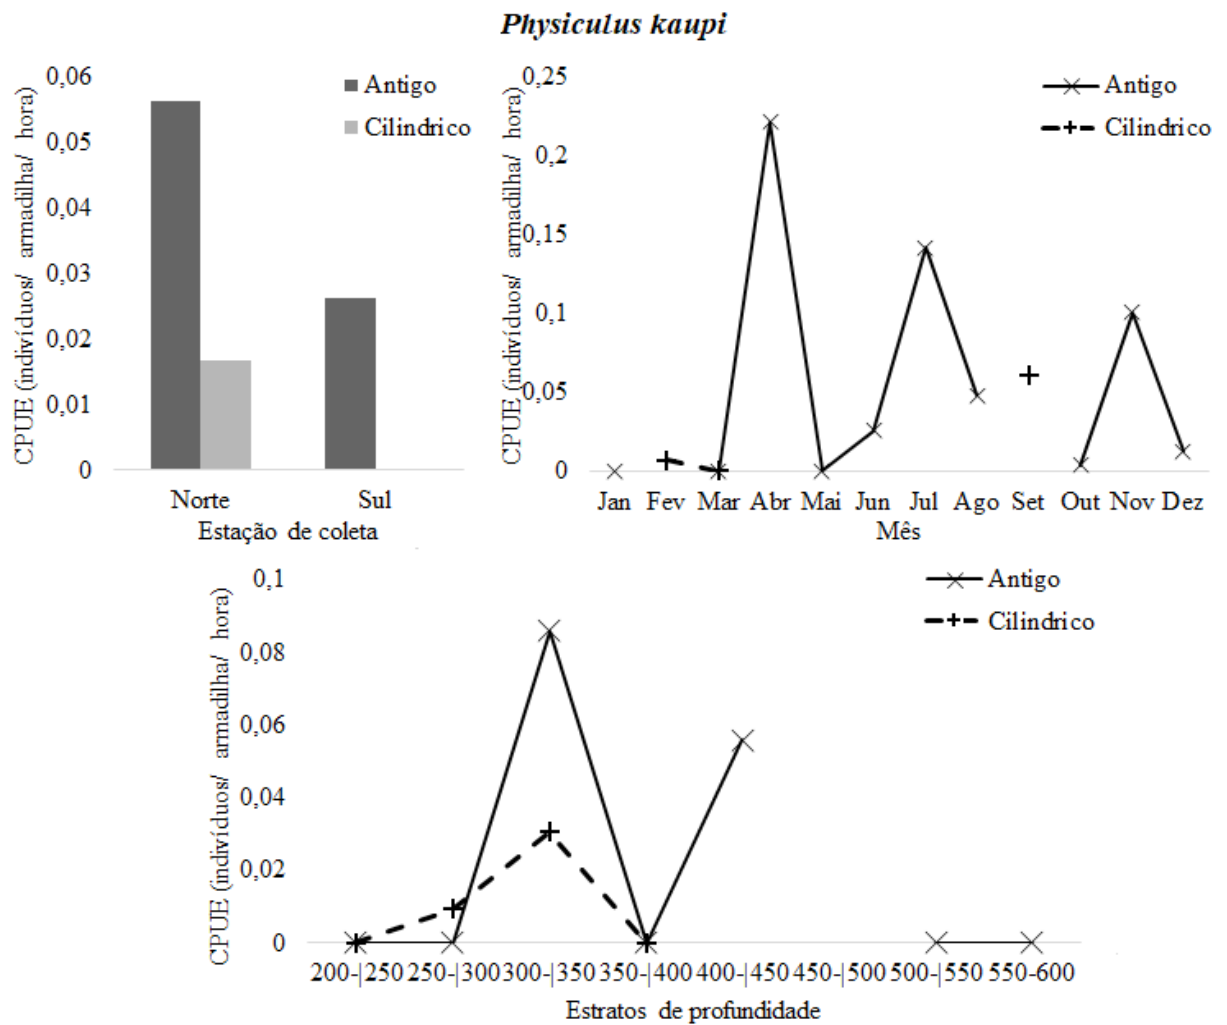 Physiculus kaupi
CPUE (indivíduos/ armadilha/ hora)
0,06
0,05
0,04
0,03
0,02
0,01
0
Antigo
Cilindrico
Norte Sul
Estação de coleta
CPUE (indivíduos/ armadilha/ hora)
0,25
0,2
0,15
0,1
0,05
0
Antigo
Cilindrico
Jan Fev Mar Abr Mai Jun Jul Ago Set Out Nov Dez
Mês
CPUE (indivíduos/ armadilha/ hora)
0,1
0,08
0,06
0,04
0,02
0
Antigo
Cilindrico
200-|250 250-|300 300-|350 350-|400 400-|450 450-|500 500-|550 550-|600
Estratos de profundidade